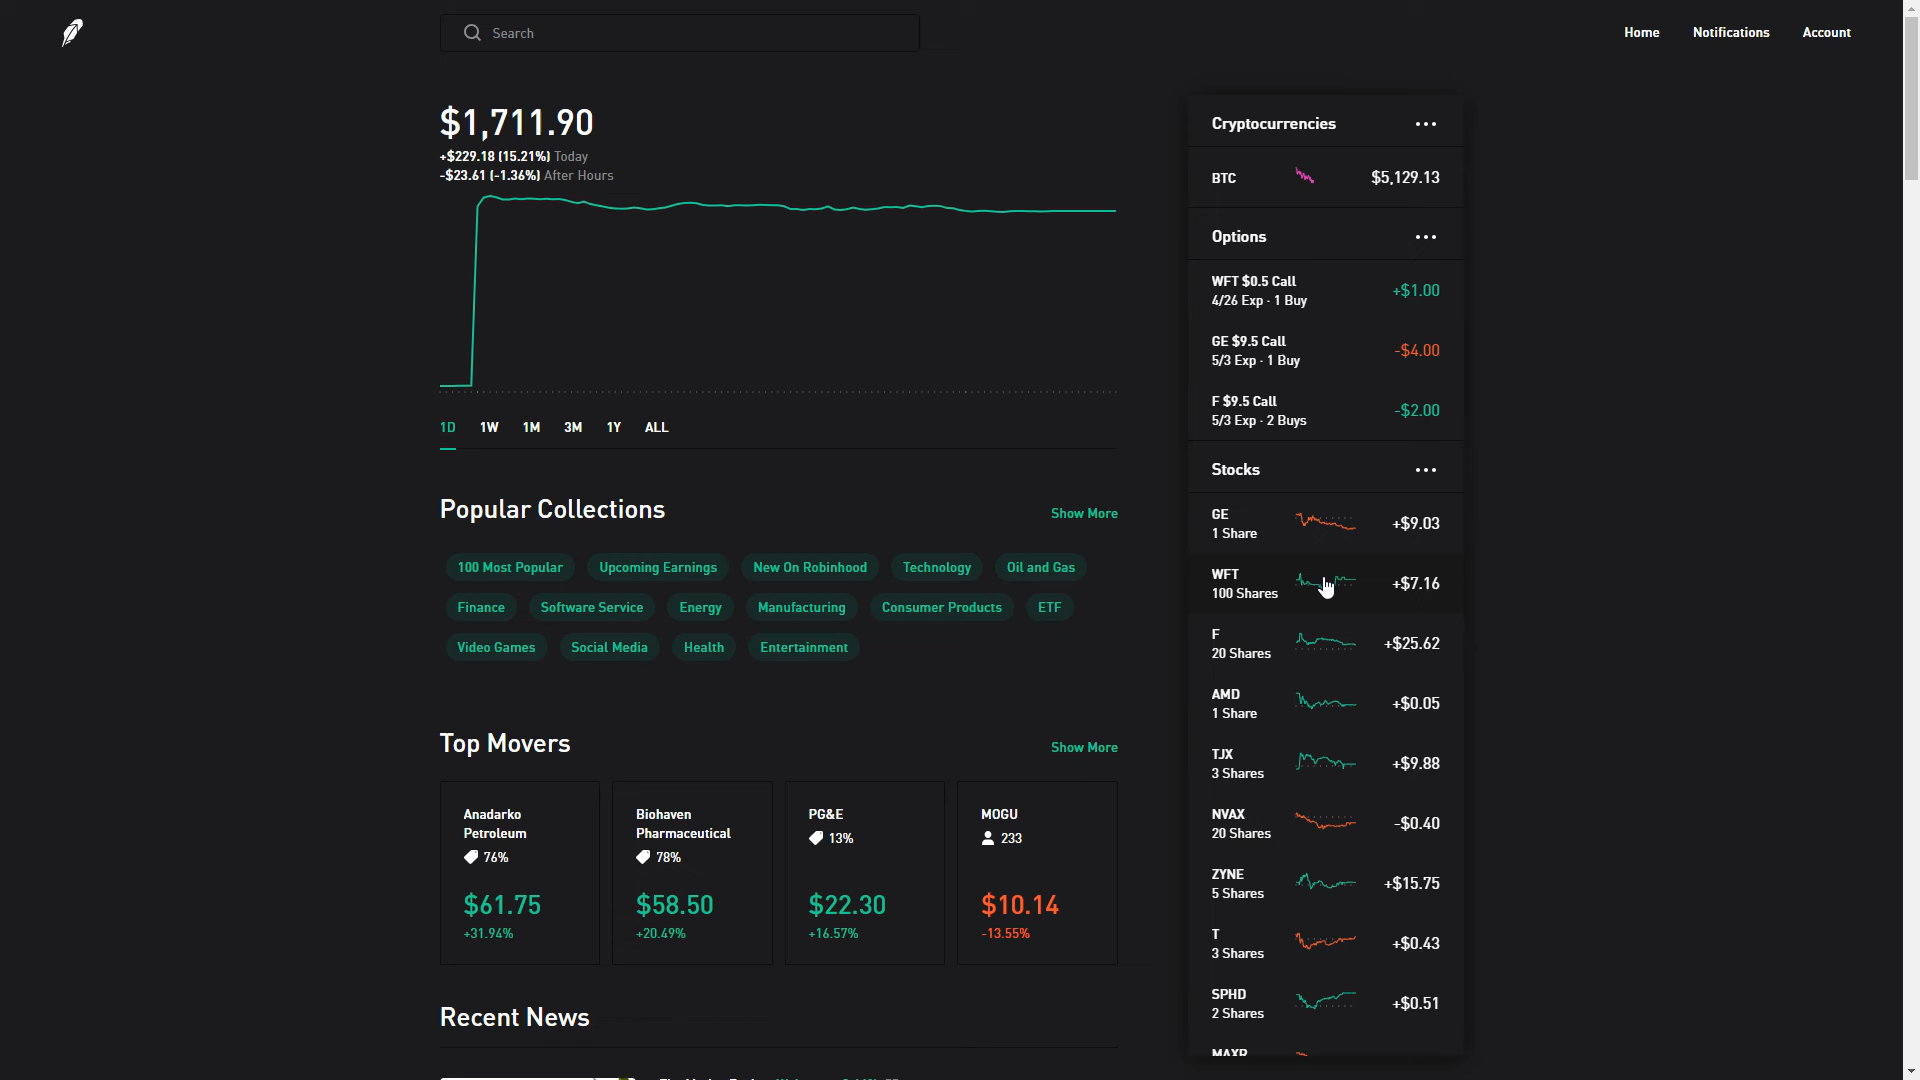 Search
Home
Notifications
Account
$1,711.90
+$229.18 (15.21%) Today
-$23.61 (-1.36%) After Hours
1D
1W
1M
3M
1Y
ALL
Popular Collections
Show More
100 Most Popular
Upcoming Earnings
New On Robinhood
Technology
Oil and Gas
Finance
Software Service
Energy
Manufacturing
Consumer Products
ETF
Video Games
Social Media
Health
Entertainment
Top Movers
Show More
Anadarko
Petroleum
76%
$61.75
+31.94%
Biohaven
Pharmaceutical
78%
$58.50
+20.49%
PG&E
13%
$22.30
+16.57%
MOGU
233
$10.14
-13.55%
Recent News
Cryptocurrencies
BTC
$5,129.13
Options
WFT $0.5 Call
4/26 Exp · 1 Buy
+$1.00
GE $9.5 Call
5/3 Exp · 1 Buy
-$4.00
F $9.5 Call
5/3 Exp · 2 Buys
-$2.00
Stocks
GE
1 Share
+$9.03
WFT
100 Shares
+$7.16
F
20 Shares
+$25.62
AMD
1 Share
+$0.05
TJX
3 Shares
+$9.88
NVAX
20 Shares
-$0.40
ZYNE
5 Shares
+$15.75
T
3 Shares
+$0.43
SPHD
2 Shares
+$0.51
MAXR